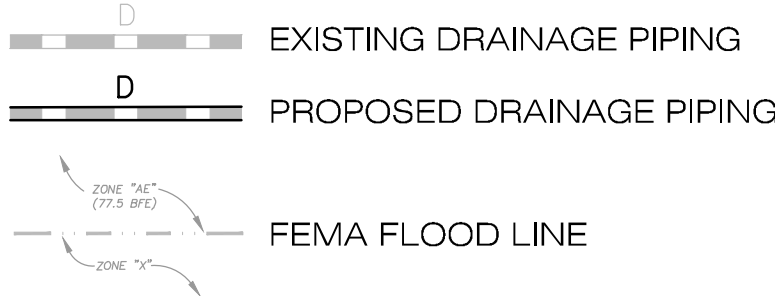 D
EXISTING DRAINAGE PIPING
D
PROPOSED DRAINAGE PIPING
ZONE "AE"
(77.5 BFE)
FEMA FLOOD LINE
ZONE "X"